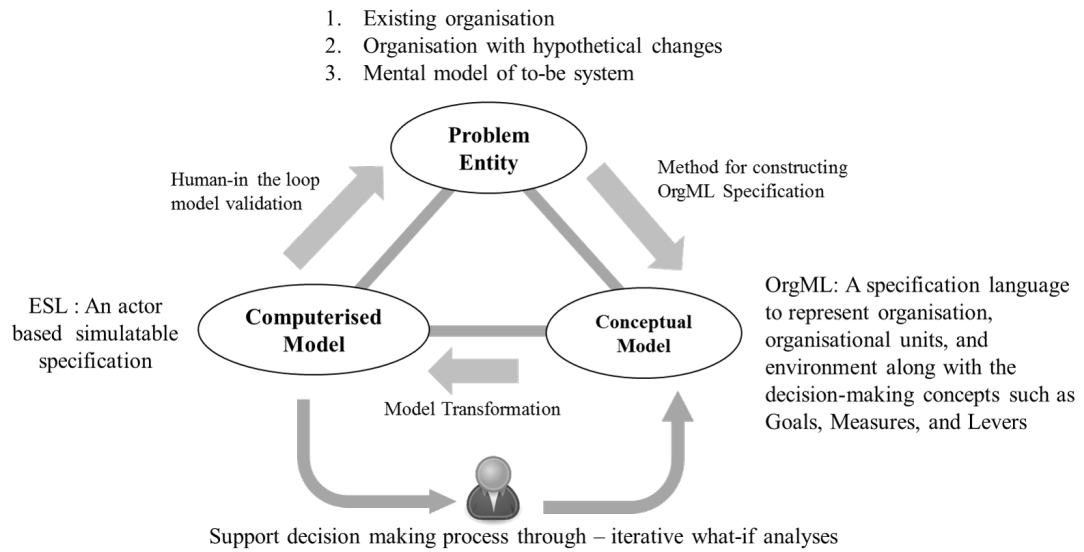 1. Existing organisation
2. Organisation with hypothetical changes
3. Mental model of to-be system
Problem
Entity
Human-in the loop
model validation
Method for constructing
OrgML Specification
ESL : An actor
based simulatable
specification
Computerised
Model
Conceptual
Model
OrgML: A specification language
to represent organisation,
organisational units, and
environment along with the
decision-making concepts such as
Goals, Measures, and Levers
Model Transformation
Support decision making process through – iterative what-if analyses